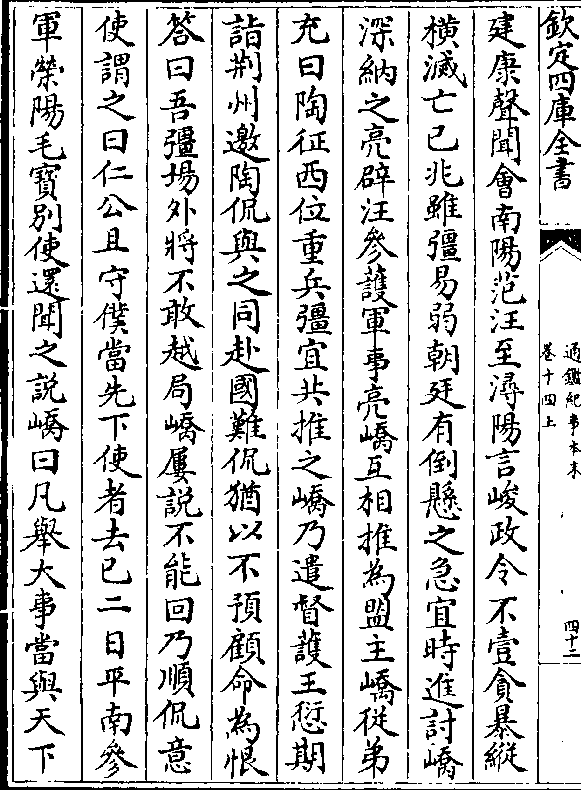 欽定四庫全書
通鑑紀事本末
卷十四上
四十二
建康聲聞會南陽范汪至潯陽言峻政令不壹貪暴縱
橫滅亡已兆雖彊易弱朝廷有倒懸之急宜時進討嶠
深納之亮辟汪參護軍事亮嶠互相推為盟主嶠從弟
充曰陶征西位重兵彊宜共推之嶠乃遣督護王愆期
詣荆州邀陶侃與之同赴國難侃猶以不預顧命為恨
答曰吾彊場外將不敢越局嶠屢説不能回乃順侃意
使謂之曰仁公且守僕當先下使者去已二日平南參
軍滎陽毛寳别使還聞之説嶠曰凡舉大事當與天下